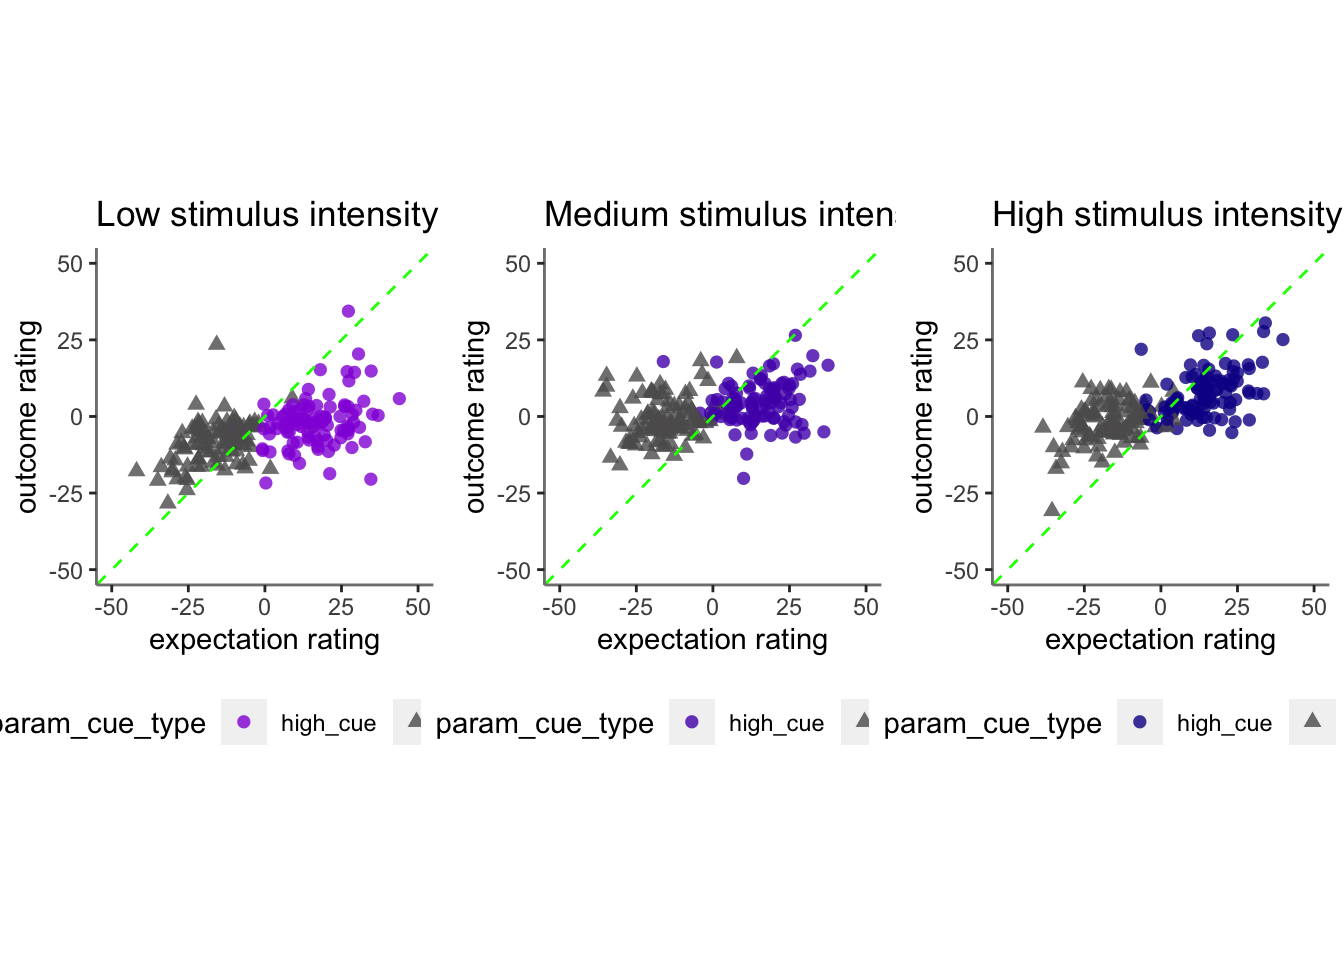 Low stimulus intensity
50
25
0
-25
-50
outcome rating
-50 -25 0 25 50
expectation rating
param_cue_type high_cue
Medium stimulus inten
50
25
0
-25
-50
outcome rating
-50 -25 0 25 50
expectation rating
param_cue_type high_cue
High stimulus intensity
50
25
0
-25
-50
outcome rating
-50 -25 0 25 50
expectation rating
param_cue_type high_cue